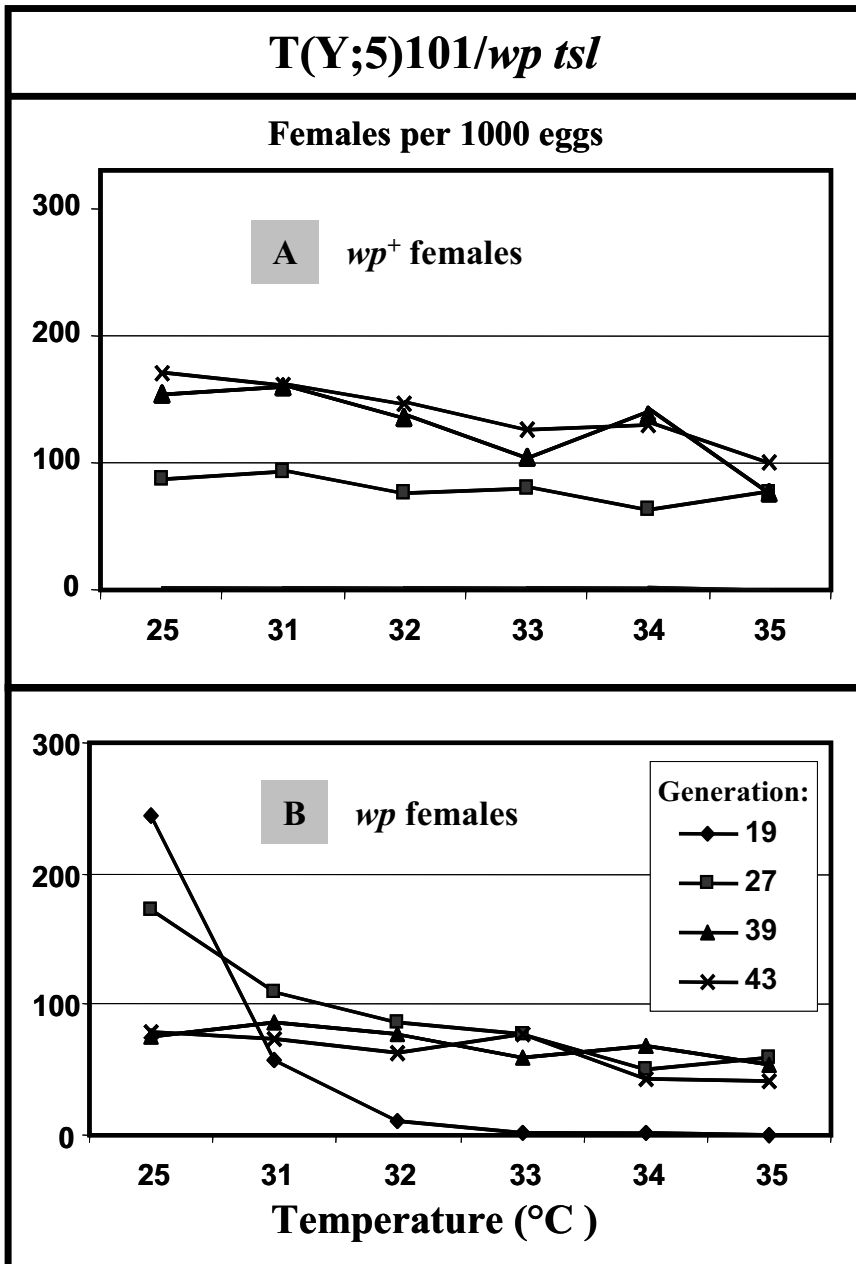 T(Y;5)101/wp tsl
Females per 1000 eggs
300
A wp⁺ females
200
100
0
25 31 32 33 34 35
300
B wp females
Generation:
19
200
27
39
43
100
0
25 31 32 33 34 35
Temperature (°C )